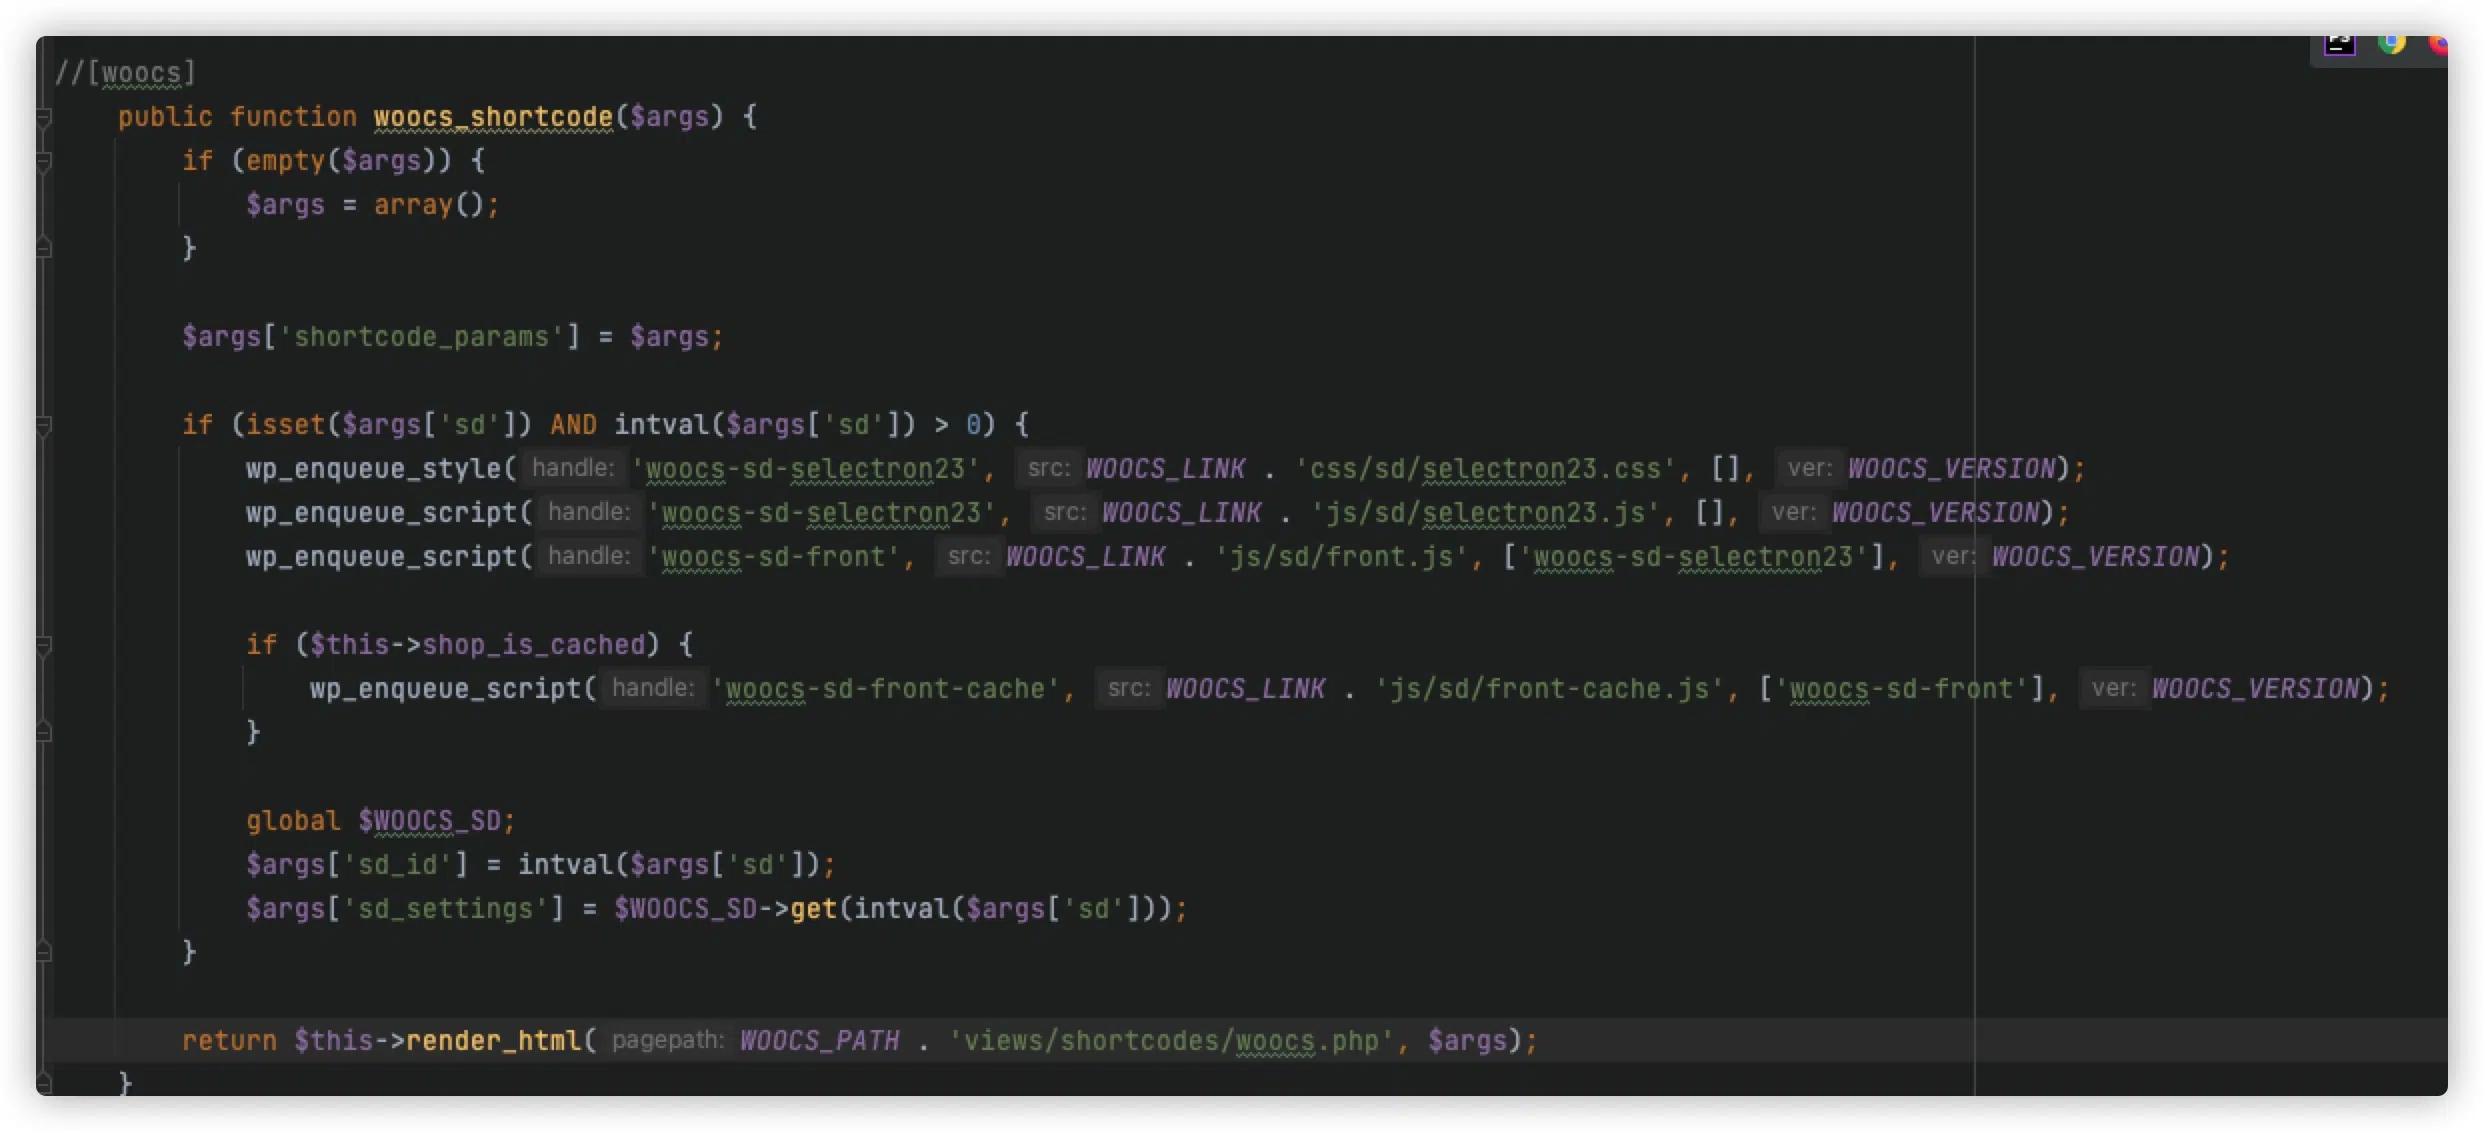 //[woocs]
public function woocs_shortcode($args) {
if (empty($args)) {
$args = array();
}
$args['shortcode_params'] = $args;
if (isset($args['sd']) AND intval($args['sd']) > 0) {
wp_enqueue_style( handle: 'woocs-sd-selectron23', src: WOOCS_LINK . 'css/sd/selectron23.css', [], ver: WOOCS_VERSION);
wp_enqueue_script( handle: 'woocs-sd-selectron23', src: WOOCS_LINK . 'js/sd/selectron23.js', [], ver: WOOCS_VERSION);
wp_enqueue_script( handle: 'woocs-sd-front', src: WOOCS_LINK . 'js/sd/front.js', ['woocs-sd-selectron23'], ver: WOOCS_VERSION);
if ($this->shop_is_cached) {
wp_enqueue_script( handle: 'woocs-sd-front-cache', src: WOOCS_LINK . 'js/sd/front-cache.js', ['woocs-sd-front'], ver: WOOCS_VERSION);
}
global $WOOCS_SD;
$args['sd_id'] = intval($args['sd']);
$args['sd_settings'] = $WOOCS_SD->get(intval($args['sd']));
}
return $this->render_html( pagepath: WOOCS_PATH . 'views/shortcodes/woocs.php', $args);
}